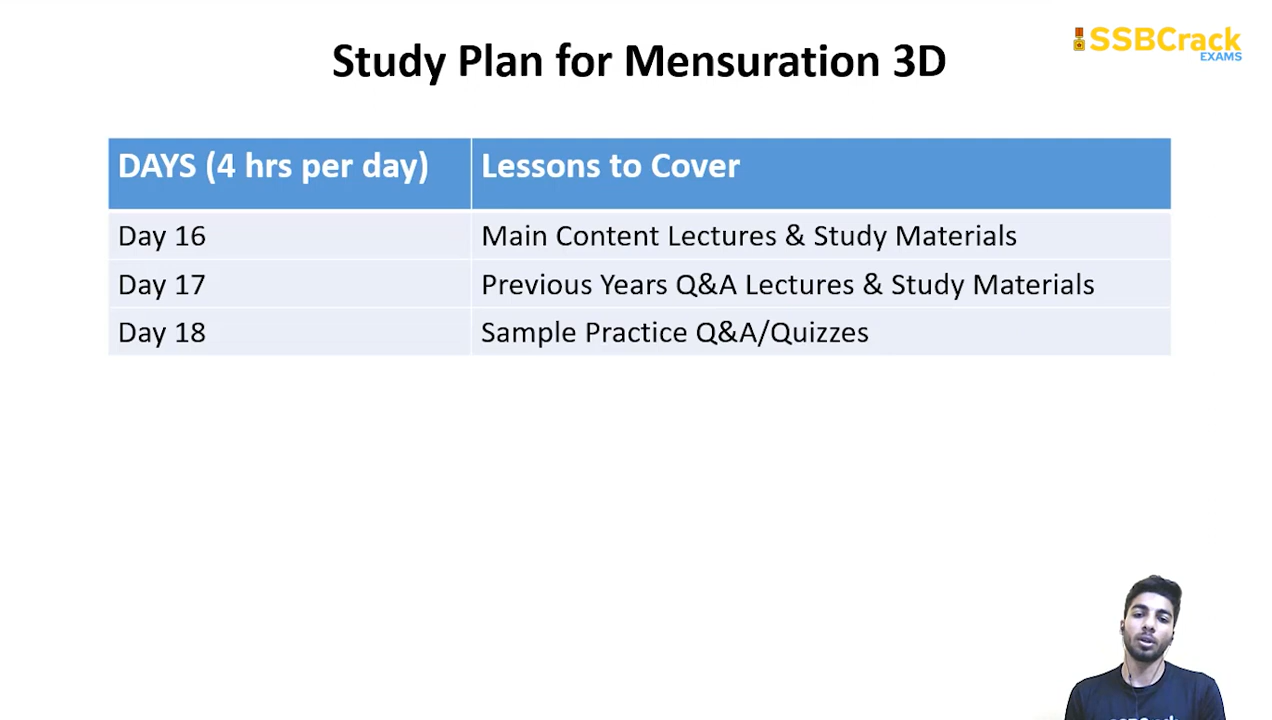 SSBCrack
EXAMS
Study Plan for Mensuration 3D
DAYS (4 hrs per day) Lessons to Cover
Day 16 Main Content Lectures & Study Materials
Day 17 Previous Years Q&A Lectures & Study Materials
Day 18 Sample Practice Q&A/Quizzes